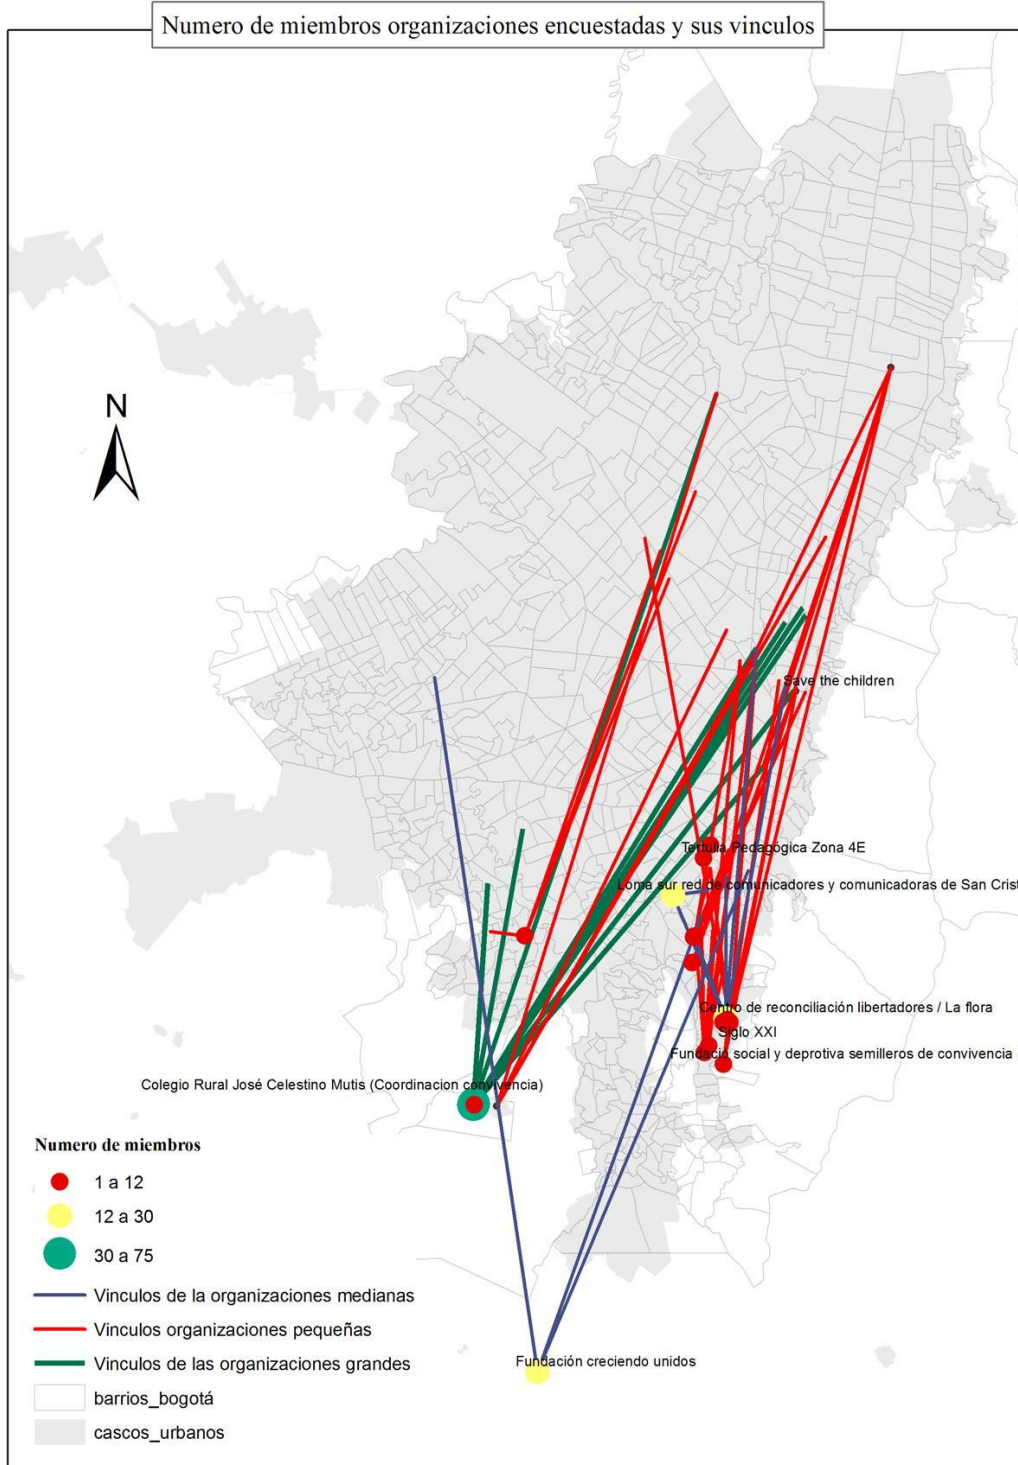 Numero de miembros organizaciones encuestadas y sus vinculos
N
Save the children
Tertulia Pedagógica Zona 4E
Loma sur red de comunicadores y comunicadoras de San Crist
Centro de reconciliación libertadores / La flora
Siglo XXI
Fundació social y deprotiva semilleros de convivencia
Colegio Rural José Celestino Mutis (Coordinacion convivencia)
Numero de miembros
1 a 12
12 a 30
30 a 75
Vinculos de la organizaciones medianas
Vinculos organizaciones pequeñas
Vinculos de las organizaciones grandes
barrios_bogotá
cascos_urbanos
Fundación creciendo unidos